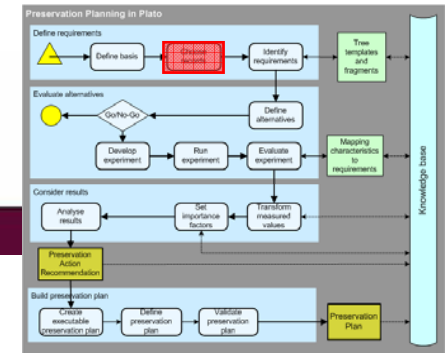 Preservation Planning in Plato
Define requirements
Define basis
Identify
requirements
Tree
templates
and
fragments
Evaluate alternatives
Go/No-Go
Define
alternatives
Develop
experiment
Run
experiment
Evaluate
experiment
Mapping
characteristics
to
requirements
Knowledge base
Consider results
Analyse
results
Set
importance
factors
Transform
measured
values
Preservation
Action
Recommendation
Build preservation plan
Create
executable
preservation plan
Define
preservation
plan
Validate
preservation
plan
Preservation
Plan